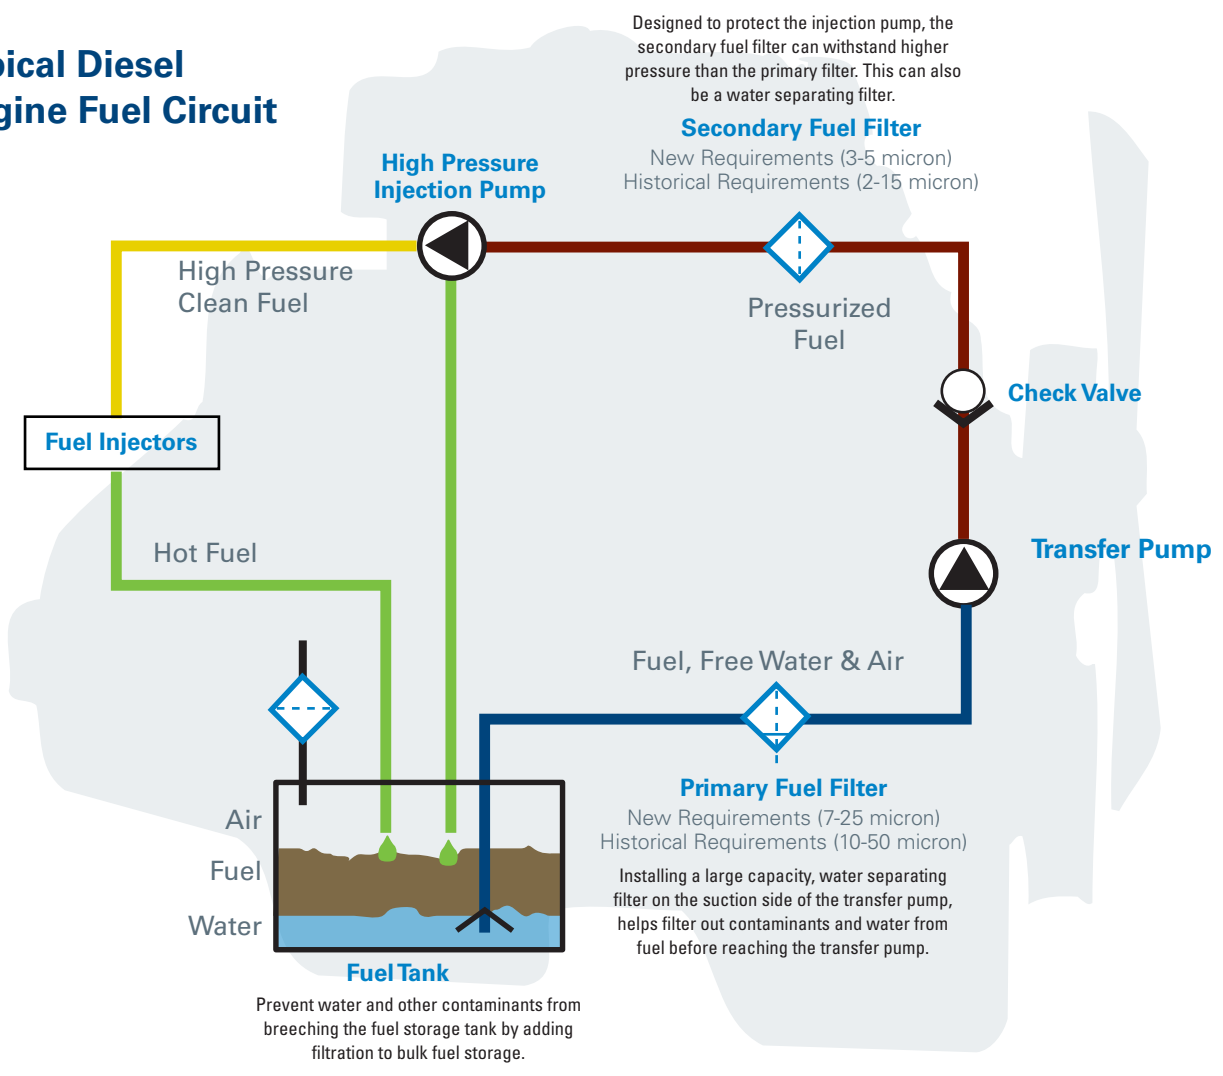 pical Diesel
gine Fuel Circuit
Designed to protect the injection pump, the
secondary fuel filter can withstand higher
pressure than the primary filter. This can also
be a water separating filter.
Secondary Fuel Filter
New Requirements (3-5 micron)
Historical Requirements (2-15 micron)
High Pressure
Injection Pump
High Pressure
Clean Fuel
Pressurized
Fuel
Check Valve
Fuel Injectors
Hot Fuel
Transfer Pump
Fuel, Free Water & Air
Primary Fuel Filter
New Requirements (7-25 micron)
Historical Requirements (10-50 micron)
Installing a large capacity, water separating
filter on the suction side of the transfer pump,
helps filter out contaminants and water from
fuel before reaching the transfer pump.
Air
Fuel
Water
Fuel Tank
Prevent water and other contaminants from
breeching the fuel storage tank by adding
filtration to bulk fuel storage.